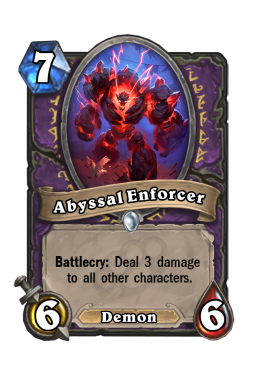 7
Abyssal Enforcer
Battlecry: Deal 3 damage
to all other characters.
6
Demon
6